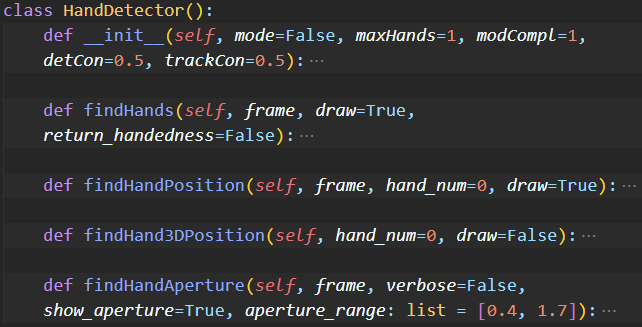 class HandDetector():
def __init__(self, mode=False, maxHands=1, modCompl=1,
detCon=0.5, trackCon=0.5):···
def findHands(self, frame, draw=True,
return_handedness=False):···
def findHandPosition(self, frame, hand_num=0, draw=True):···
def findHand3DPosition(self, hand_num=0, draw=False):···
def findHandAperture(self, frame, verbose=False,
show_aperture=True, aperture_range: list = [0.4, 1.7]):···